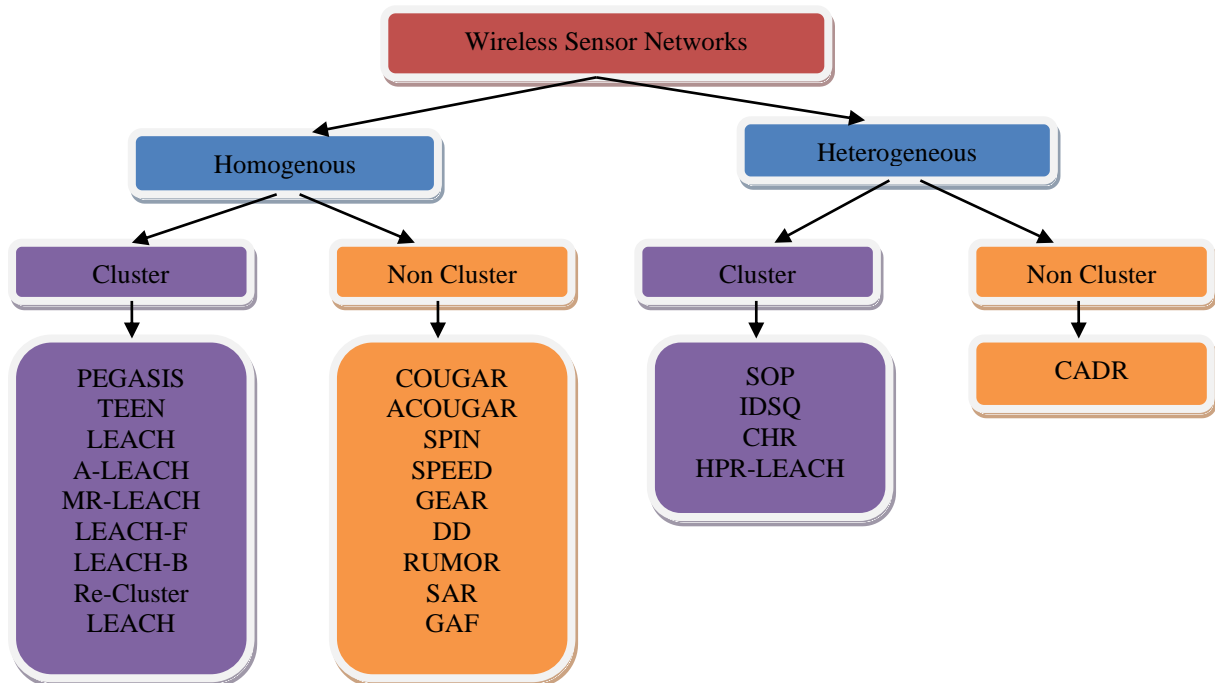 Wireless Sensor Networks
Homogenous
Heterogeneous
Cluster
Non Cluster
Cluster
Non Cluster
PEGASIS
TEEN
LEACH
A-LEACH
MR-LEACH
LEACH-F
LEACH-B
Re-Cluster
LEACH
COUGAR
ACOUGAR
SPIN
SPEED
GEAR
DD
RUMOR
SAR
GAF
SOP
IDSQ
CHR
HPR-LEACH
CADR